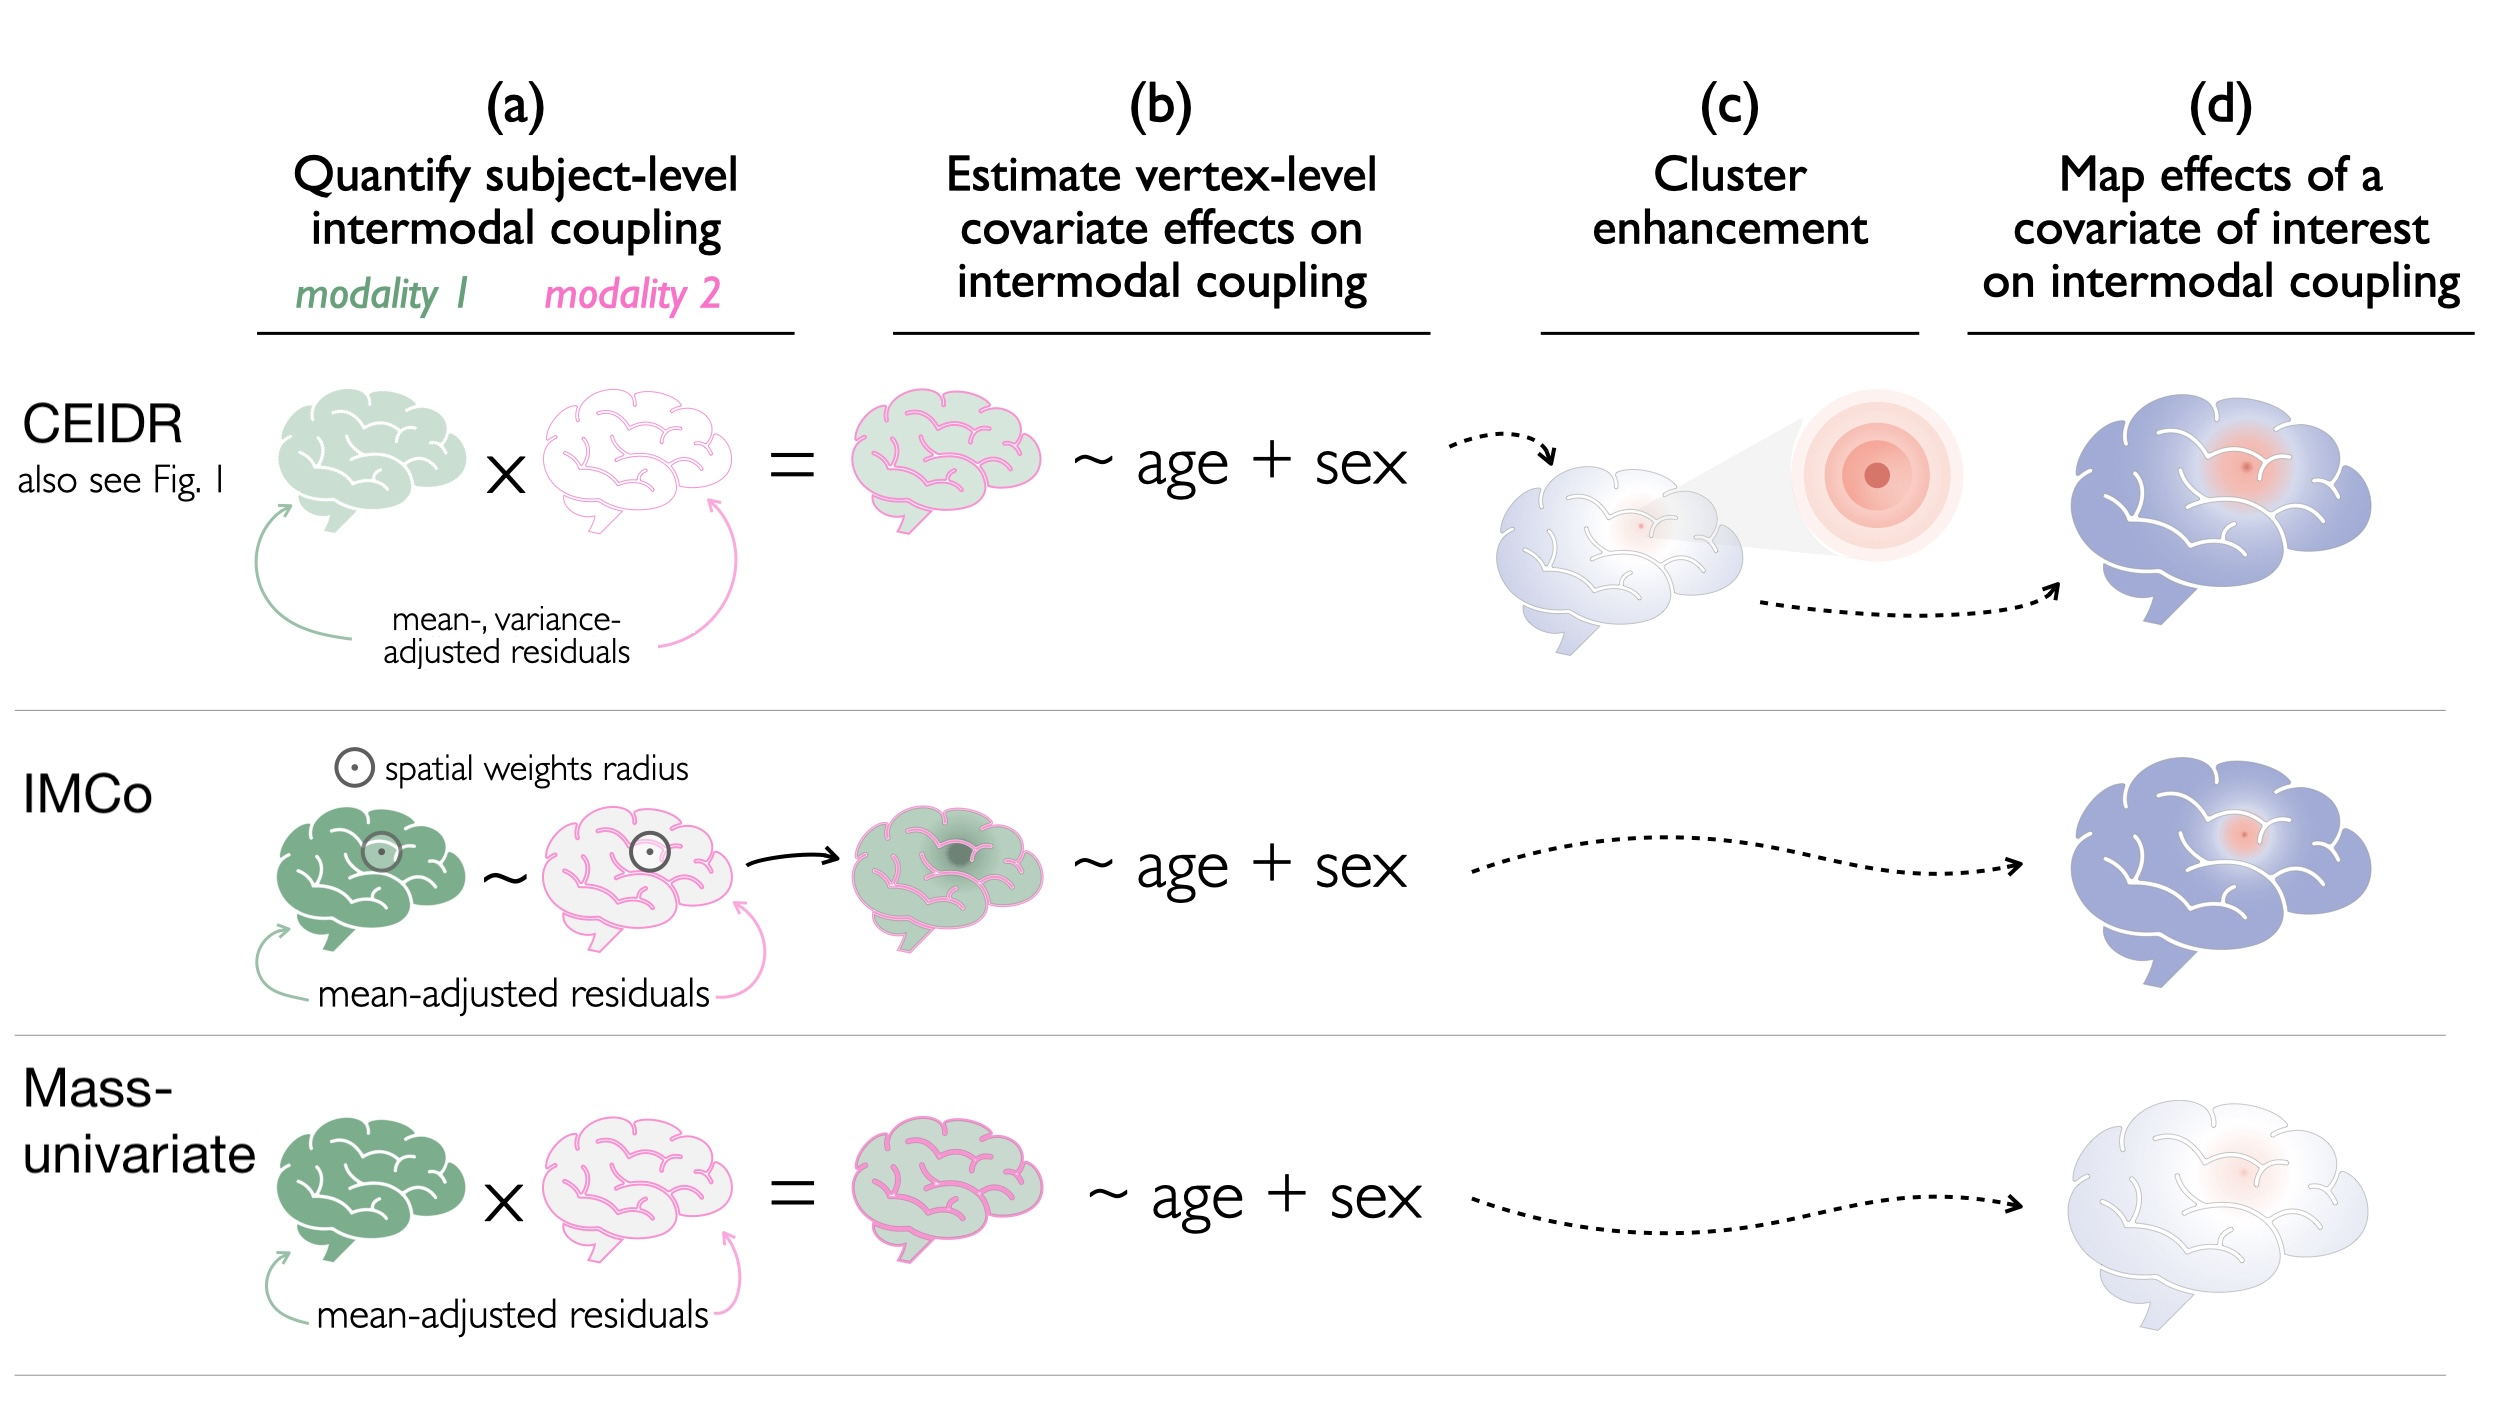 (a)
Quantify subject-level
intermodal coupling
modality 1 modality 2
(b)
Estimate vertex-level
covariate effects on
intermodal coupling
(c)
Cluster
enhancement
(d)
Map effects of a
covariate of interest
on intermodal coupling
CEIDR
also see Fig. 1
x
=
~ age + sex
mean-, variance-
adjusted residuals
IMCo
spatial weights radius
~
~ age + sex
mean-adjusted residuals
Mass-
univariate
x
=
~ age + sex
mean-adjusted residuals